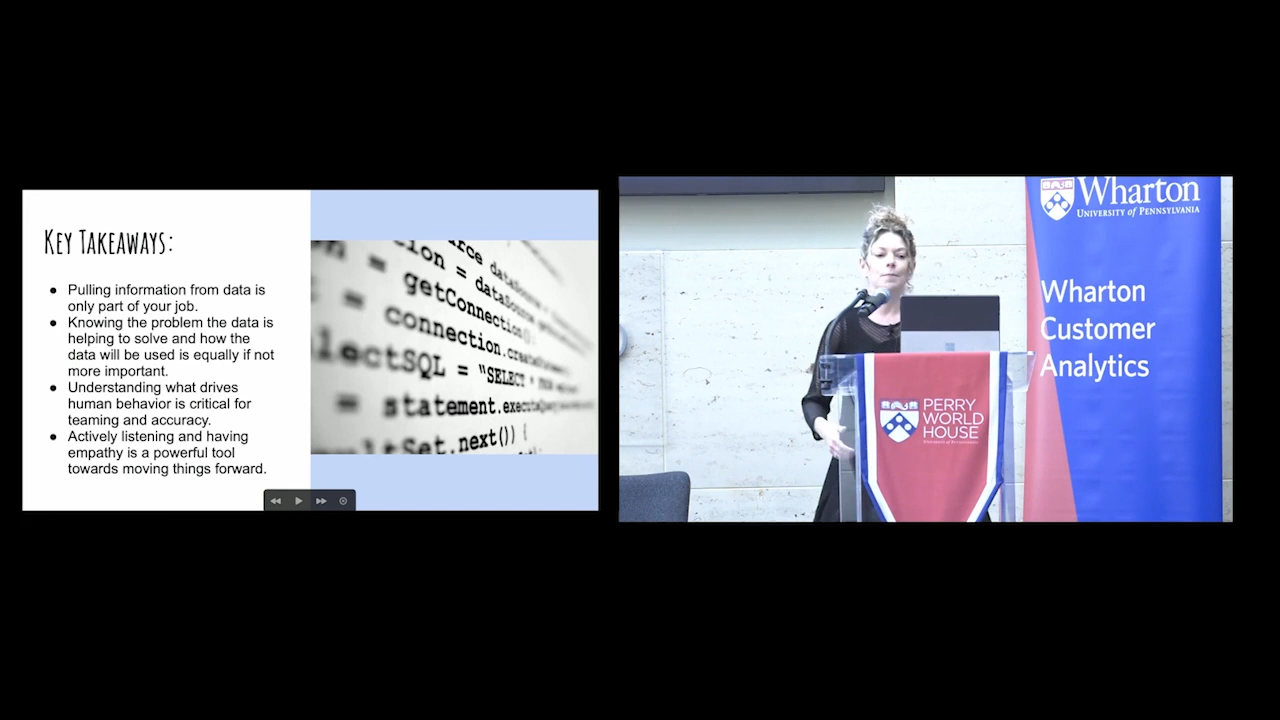 KEY TAKEAWAYS:
● Pulling information from data is
only part of your job.
● Knowing the problem the data is
helping to solve and how the
data will be used is equally if not
more important.
● Understanding what drives
human behavior is critical for
teaming and accuracy.
● Actively listening and having
empathy is a powerful tool
towards moving things forward.
= dataSource
getConnection()
= connection.
lectSQL = "SELECT *
= statement.
ltSet.next()) {
Wharton
UNIVERSITY of PENNSYLVANIA
Wharton
Customer
Analytics
PERRY
WORLD
HOUSE